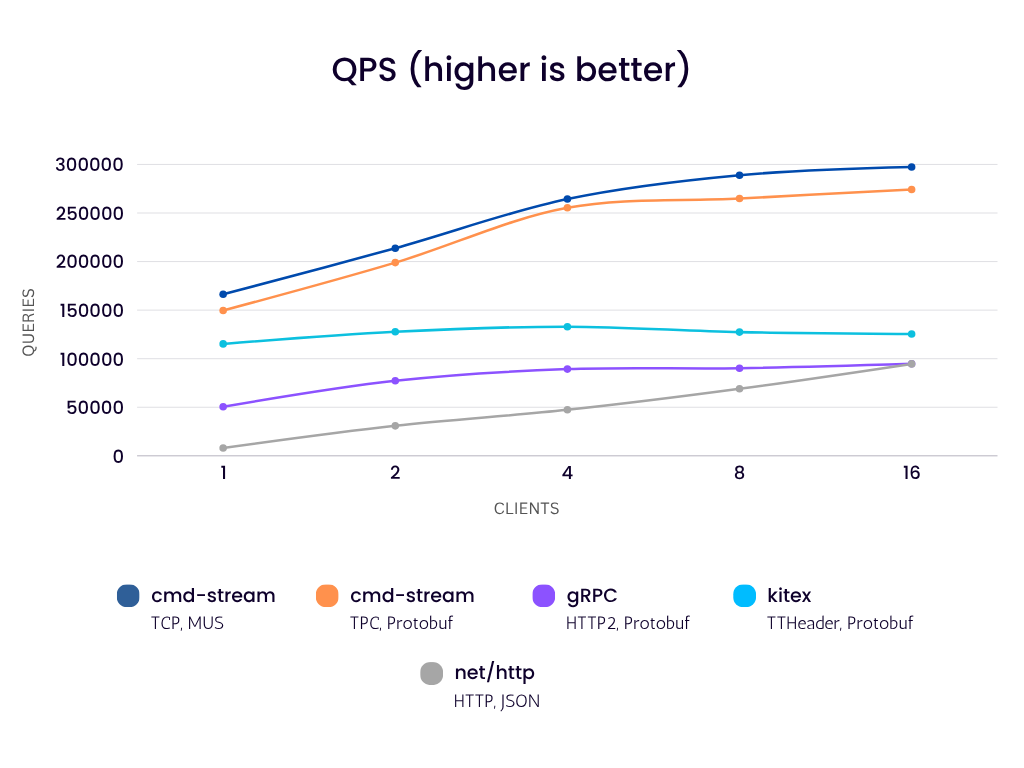 QPS (higher is better)
300000
250000
200000
150000
100000
50000
0
QUERIES
1 2 4 8 16
CLIENTS
cmd-stream cmd-stream gRPC kitex
TCP, MUS TPC, Protobuf HTTP2, Protobuf TTHeader, Protobuf
net/http
HTTP, JSON